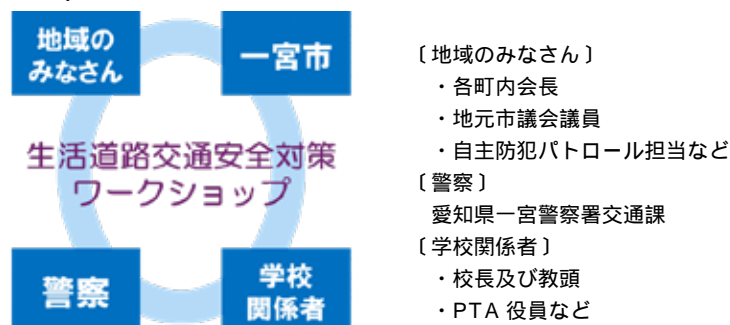 地域の
みなさん
一宮市
生活道路交通安全対策
ワークショップ
警察
学校
関係者
〔地域のみなさん〕
・各町内会長
・地元市議会議員
・自主防犯パトロール担当など
〔警察〕
愛知県一宮警察署交通課
〔学校関係者〕
・校長及び教頭
・PTA 役員など